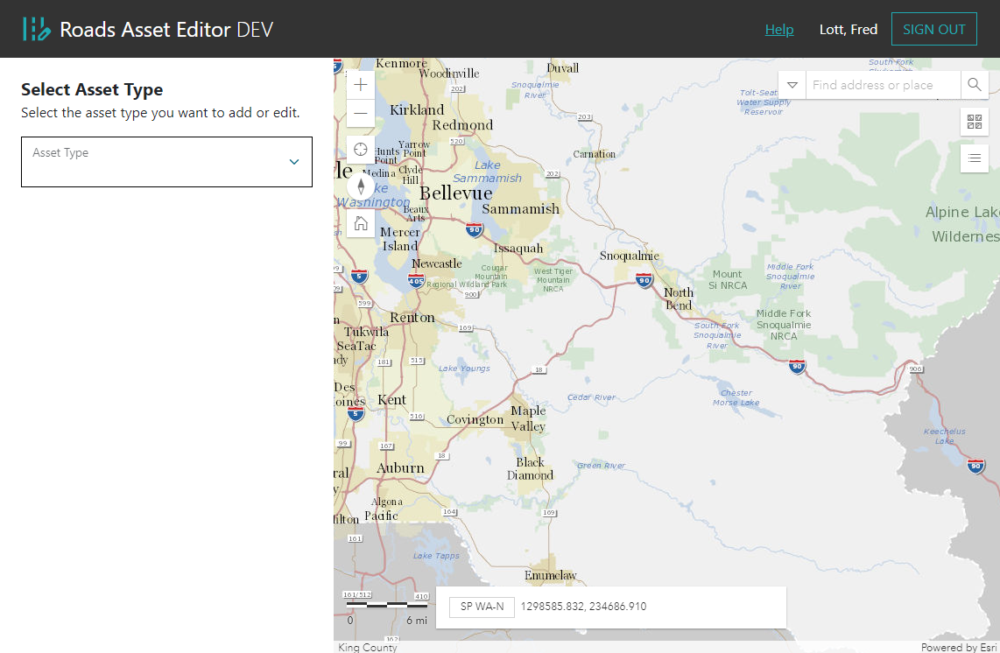 Roads Asset Editor DEV
Help
Lott, Fred
SIGN OUT
Select Asset Type
Select the asset type you want to add or edit.
Asset Type
Find address or place
Kenmore
Woodinville
Duvall
South Fork
Snoqualmie
River
202
Kirkland
Redmond
203
Water Supply
Reservoir
520
Yarrow
Point
Hunts
Point
Carnation
Medina
Clyde
Hill
Lake
Sammamish
202
Washington
Bellevue
Beaux
Arts
Sammamish
Alpine
90
Mercer
Island
Issaquah
Snoqualmie
Newcastle
Cougar
Mountain
Regional Wildland Park
West Tiger
Mountain
NRCA
Middle Fork
Snoqualmie
River
5
405
90
Mount
Si NRCA
900
North
Bend
599
Renton
Middle Fork
Snoqualmie
NRCA
169
Tukwila
SeaTac
South Fork
Snoqualmie
River
181
515
Lake Youngs
18
90
906
Des
Kent
Cedar River
Chester
Morse Lake
5
516
Covington
Maple
Valley
Keechelus
Lake
99
167
18
Auburn
Black
Diamond
Green River
90
Algona
Pacific
164
169
161
Lake Tapps
Enumclaw
161/512
410
0
6 mi
SP WA-N
1298585.832, 234686.910
162
King County
Powered by Esri